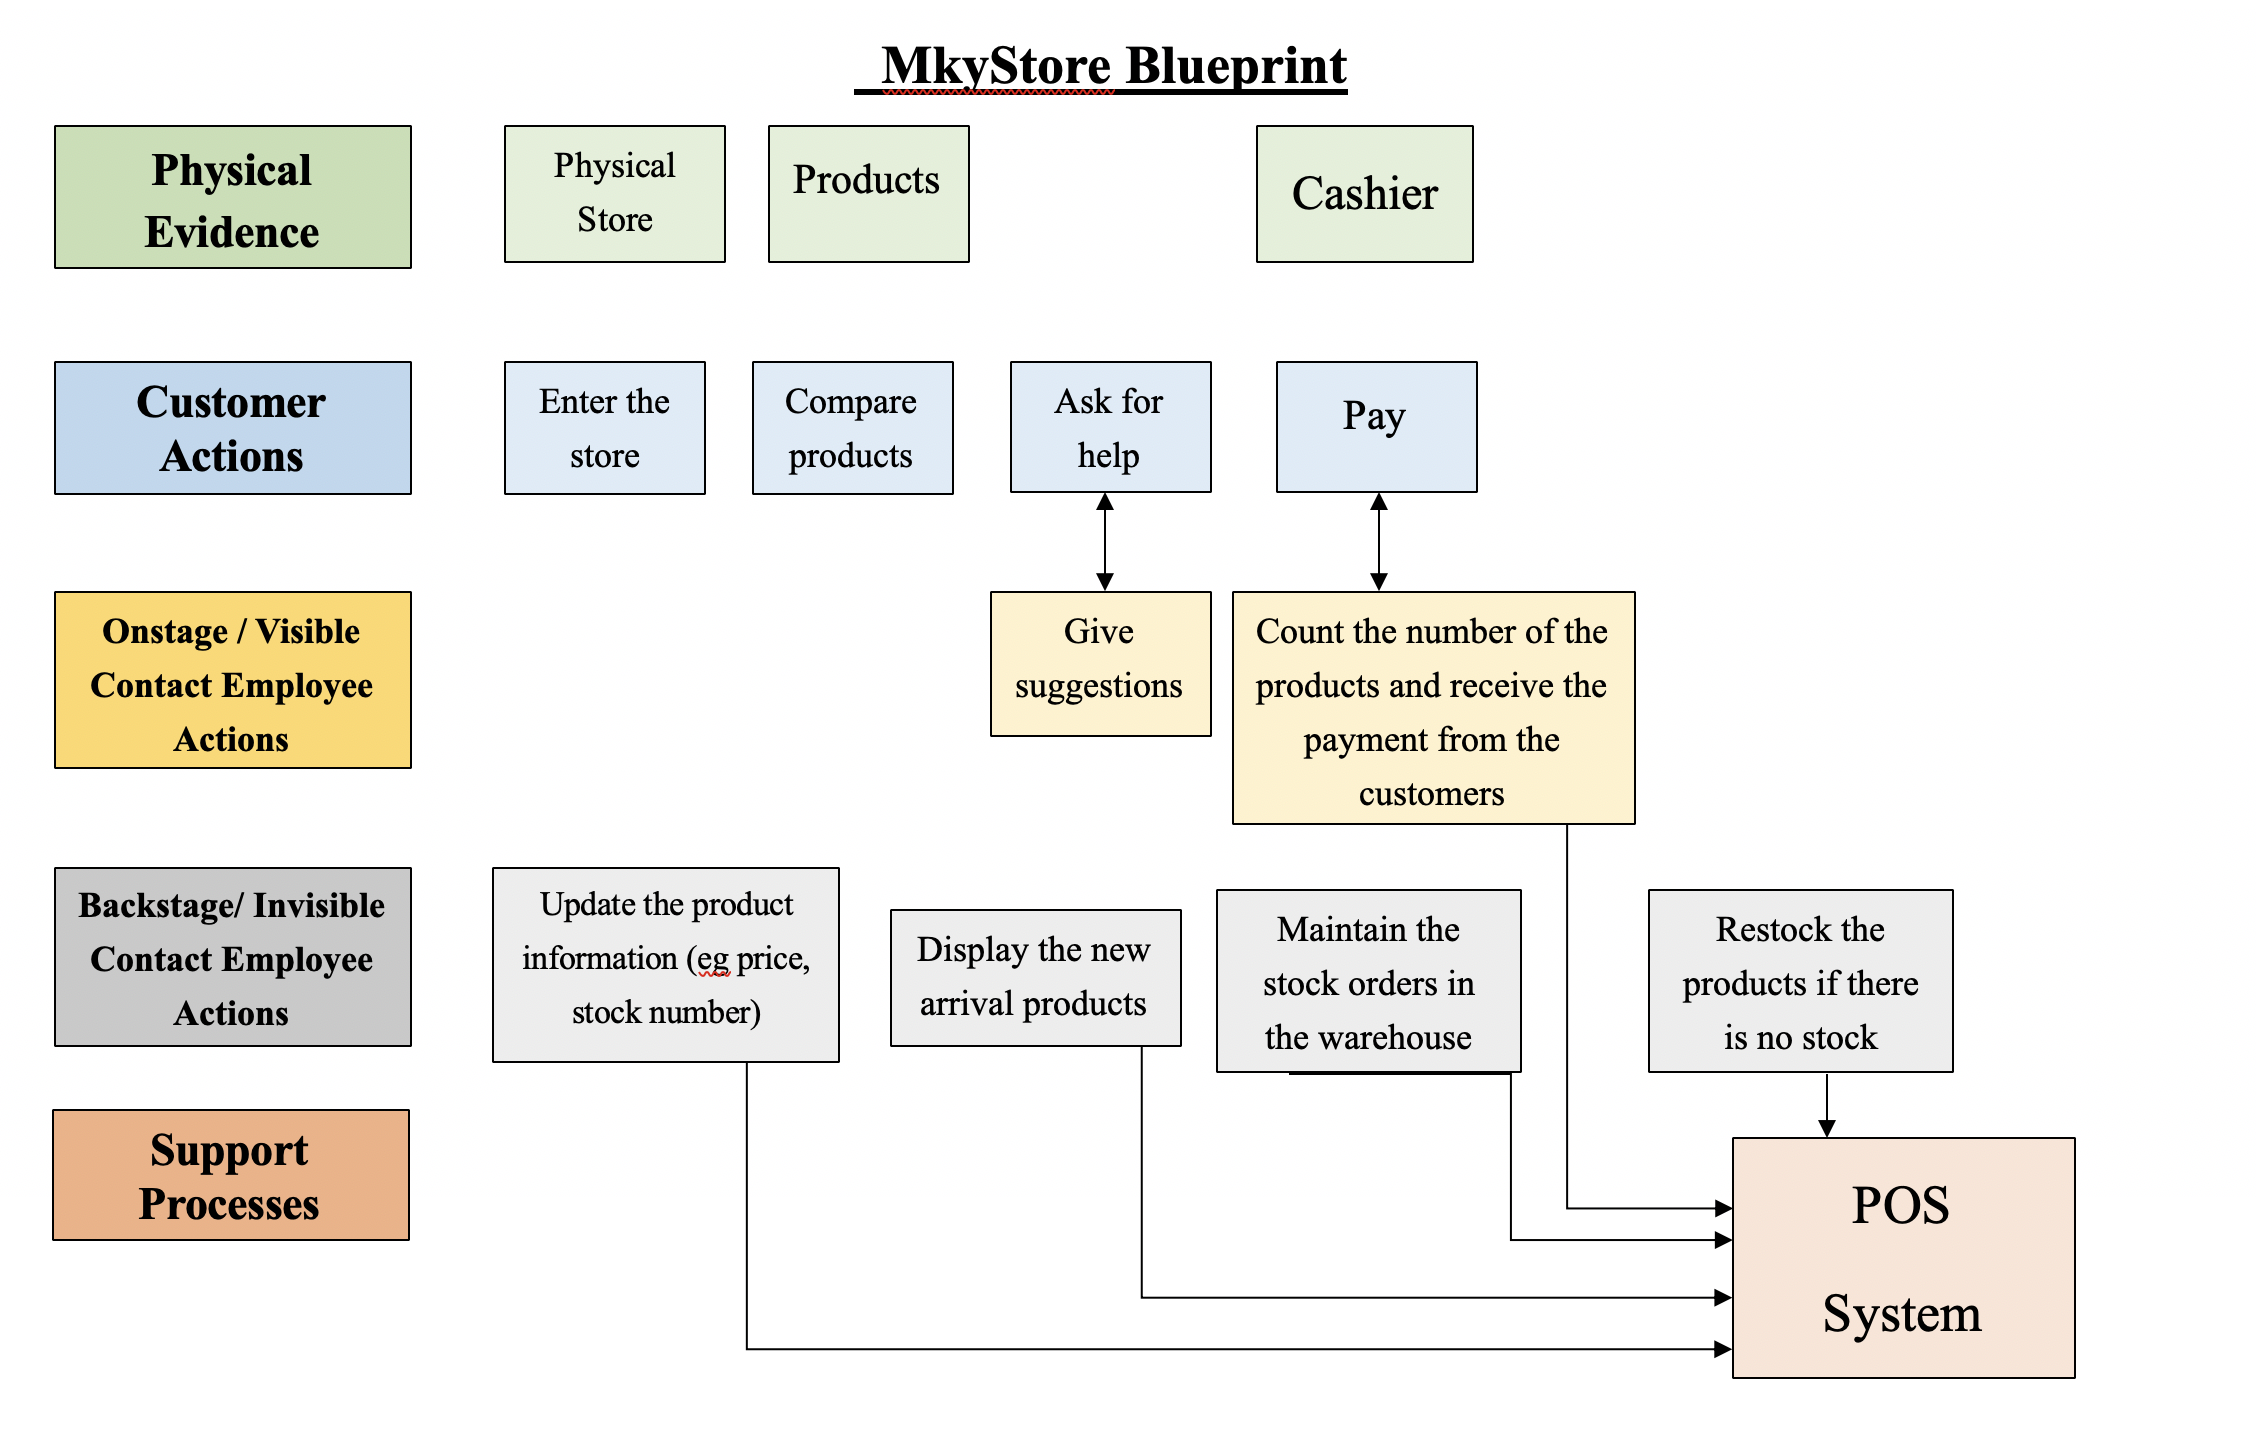 MkyStore Blueprint
Physical
Evidence
Physical
Store
Products
Cashier
Customer
Actions
Enter the
store
Compare
products
Ask for
help
Pay
Onstage / Visible
Contact Employee
Actions
Give
suggestions
Count the number of the
products and receive the
payment from the
customers
Backstage/ Invisible
Contact Employee
Actions
Update the product
information (eg price,
stock number)
Display the new
arrival products
Maintain the
stock orders in
the warehouse
Restock the
products if there
is no stock
Support
Processes
POS
System